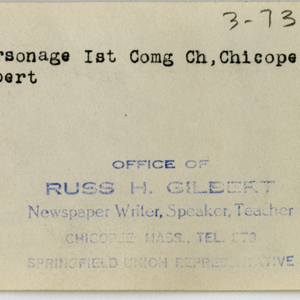 3-73
rsonage Ist Comg Ch,Chicope
bert
OFFICE OF
RUSS H. GILBERT
Newspaper Writer, Speaker, Teacher
CHICOPEE MASS., TEL. 873
SPRINGFIELD UNION REPRESENTATIVE